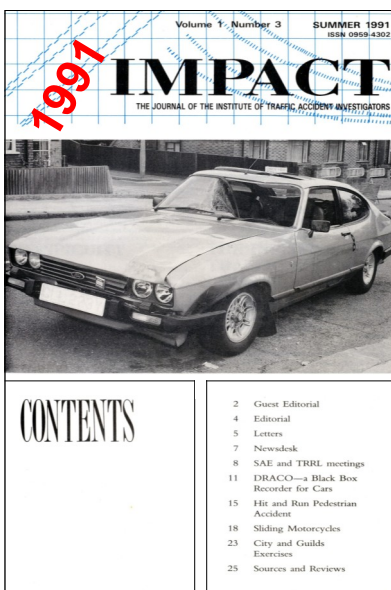 Volume 1 Number 3
SUMMER 1991
ISSN 0959-4302
1991
IMPACT
THE JOURNAL OF THE INSTITUTE OF TRAFFIC ACCIDENT INVESTIGATORS
CONTENTS
2 Guest Editorial
4 Editorial
5 Letters
7 Newsdesk
8 SAE and TRRL meetings
11 DRACO—a Black Box
Recorder for Cars
15 Hit and Run Pedestrian
Accident
18 Sliding Motorcycles
23 City and Guilds
Exercises
25 Sources and Reviews